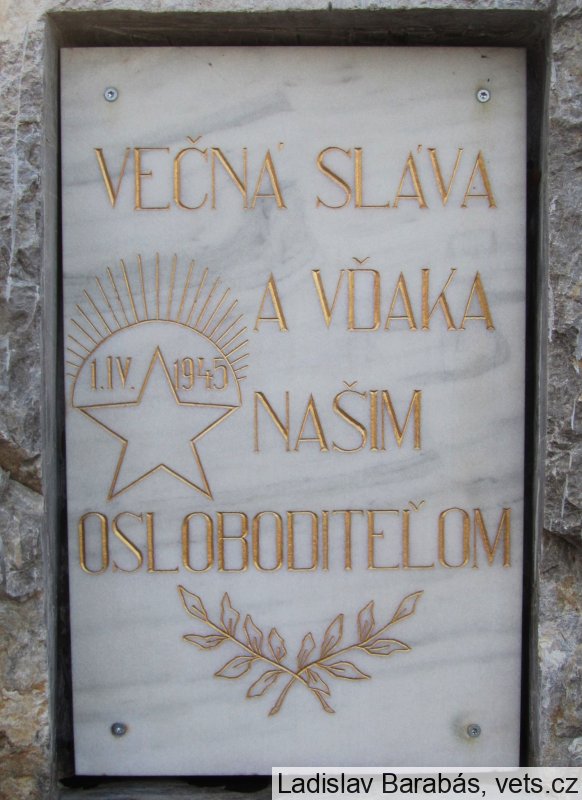 VEČNÁ SLÁVA
A VĎAKA
1.IV. 1945
NAŠIM
OSLOBODITEĽOM
Ladislav Barabás, vets.cz